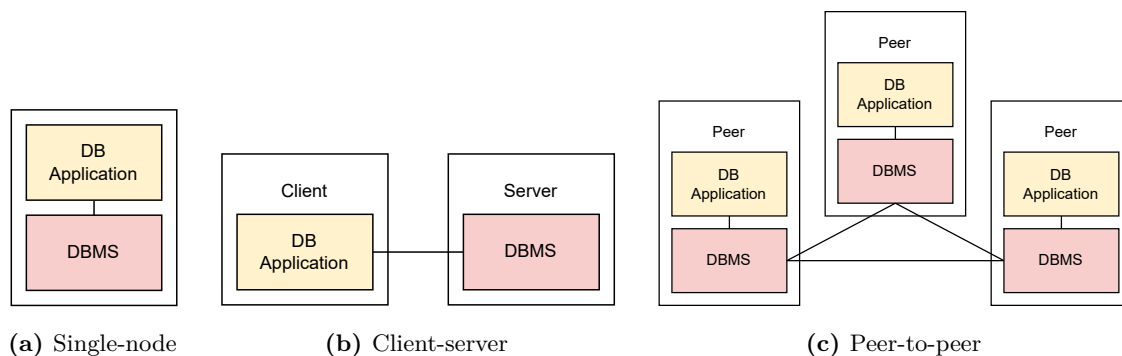 DB
Application
DBMS
(a) Single-node
Client
DB
Application
Server
DBMS
(b) Client-server
Peer
DB
Application
DBMS
Peer
DB
Application
DBMS
Peer
DB
Application
DBMS
(c) Peer-to-peer